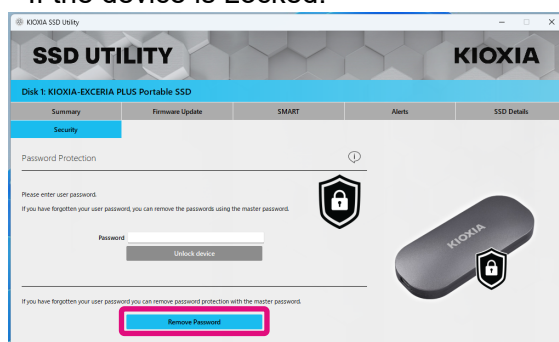 If the device is Locked:
KIOXIA SSD Utility
SSD UTILITY
KIOXIA
Disk 1: KIOXIA-EXCERIA PLUS Portable SSD
Summary
Firmware Update
SMART
Alerts
SSD Details
Security
Password Protection
i
Please enter user password.
If you have forgotten your user password, you can remove the passwords using the master password.
Password
Unlock device
KIOXIA
If you have forgotten your user password you can remove password protection with the master password.
Remove Password